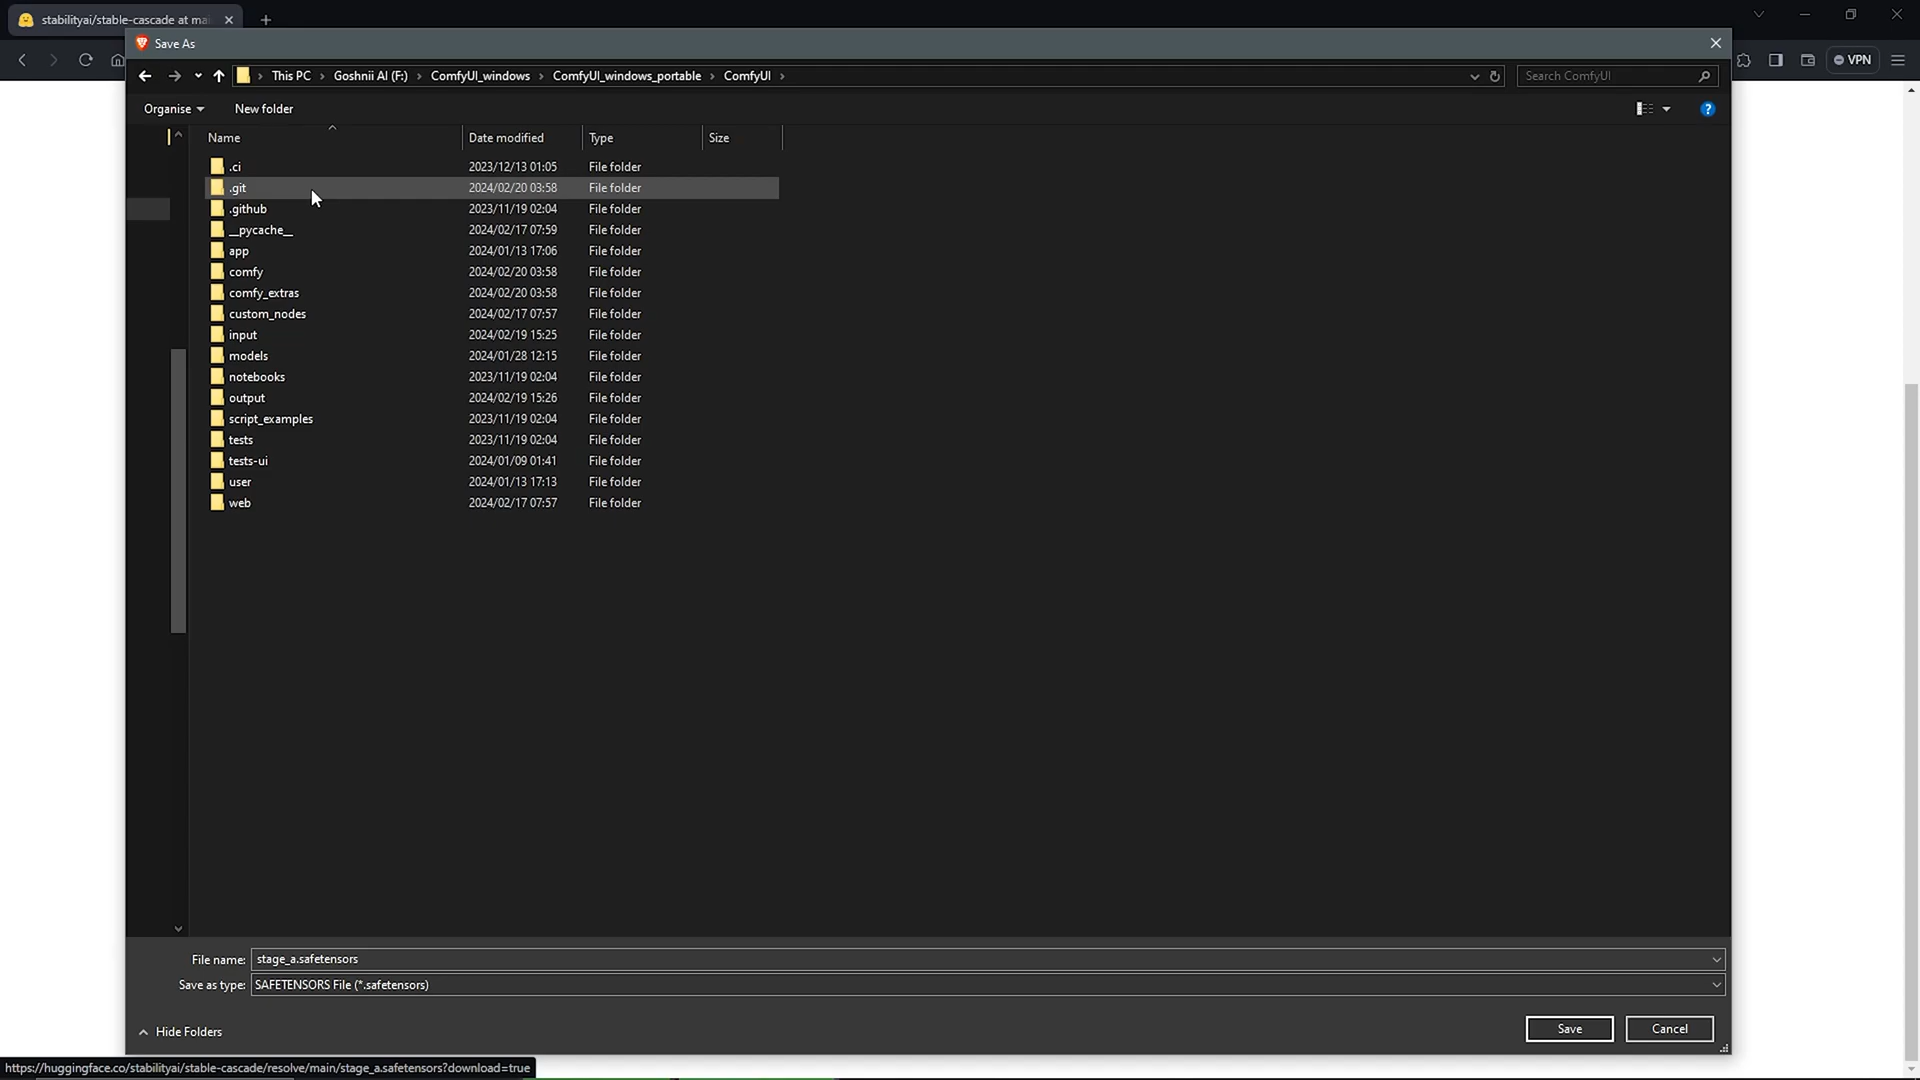 stabilityai/stable-cascade at mai
Save As
This PC > Goshnii AI (F:) > ComfyUI_windows > ComfyUI_windows_portable > ComfyUI >
Search ComfyUI
VPN
Organise
New folder
Name Date modified Type Size
.ci 2023/12/13 01:05 File folder
.git 2024/02/20 03:58 File folder
.github 2023/11/19 02:04 File folder
__pycache__ 2024/02/17 07:59 File folder
app 2024/01/13 17:06 File folder
comfy 2024/02/20 03:58 File folder
comfy_extras 2024/02/20 03:58 File folder
custom_nodes 2024/02/17 07:57 File folder
input 2024/02/19 15:25 File folder
models 2024/01/28 12:15 File folder
notebooks 2023/11/19 02:04 File folder
output 2024/02/19 15:26 File folder
script_examples 2023/11/19 02:04 File folder
tests 2023/11/19 02:04 File folder
tests-ui 2024/01/09 01:41 File folder
user 2024/01/13 17:13 File folder
web 2024/02/17 07:57 File folder
File name: stage_a.safetensors
Save as type: SAFETENSORS File (*.safetensors)
Hide Folders
Save
Cancel
https://huggingface.co/stabilityai/stable-cascade/resolve/main/stage_a.safetensors?download=true